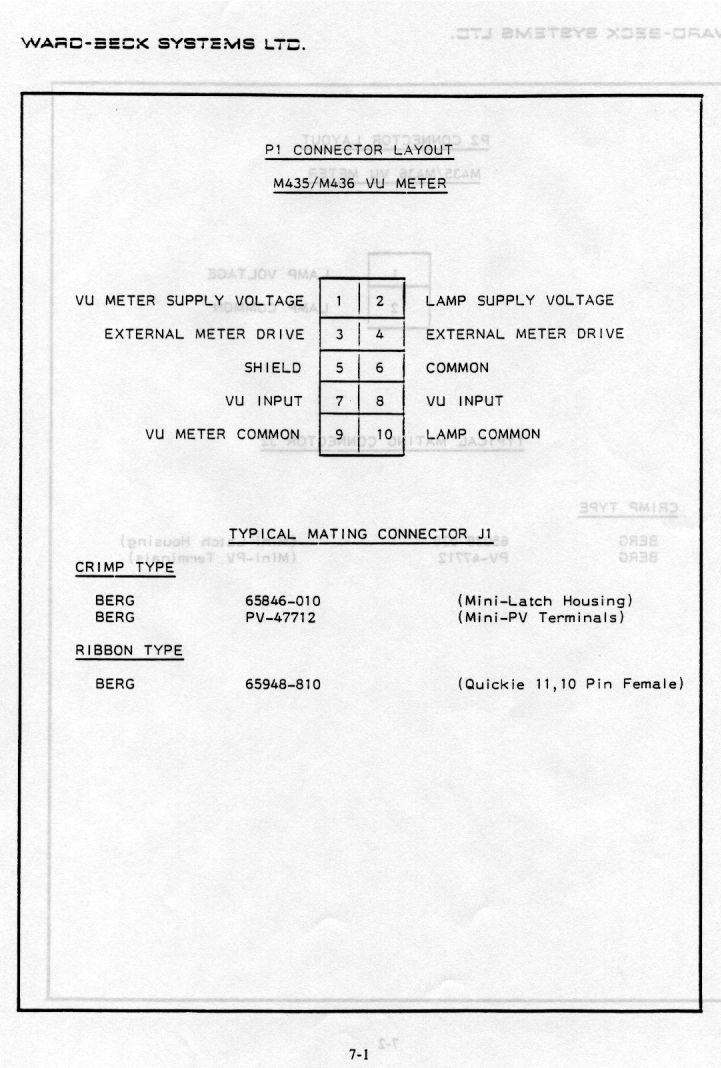 WARD-BECK SYSTEMS LTD.
P1 CONNECTOR LAYOUT
M435/M436 VU METER
VU METER SUPPLY VOLTAGE 1 2 LAMP SUPPLY VOLTAGE
EXTERNAL METER DRIVE 3 4 EXTERNAL METER DRIVE
SHIELD 5 6 COMMON
VU INPUT 7 8 VU INPUT
VU METER COMMON 9 10 LAMP COMMON
TYPICAL MATING CONNECTOR J1
CRIMP TYPE
BERG 65846-010 (Mini-Latch Housing)
BERG PV-47712 (Mini-PV Terminals)
RIBBON TYPE
BERG 65948-810 (Quickie 11,10 Pin Female)
7-1